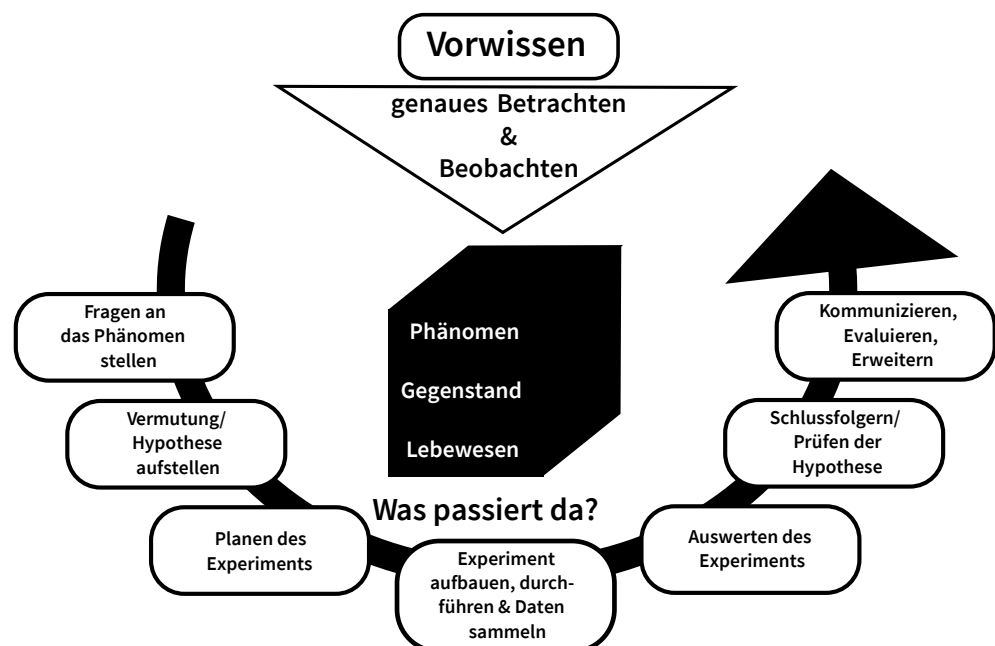 Vorwissen
genaues Betrachten
&
Beobachten
Phänomen
Gegenstand
Lebewesen
Was passiert da?
Fragen an
das Phänomen
stellen
Vermutung/
Hypothese
aufstellen
Planen des
Experiments
Experiment
aufbauen, durch-
führen & Daten
sammeln
Auswerten des
Experiments
Schlussfolgern/
Prüfen der
Hypothese
Kommunizieren,
Evaluieren,
Erweitern